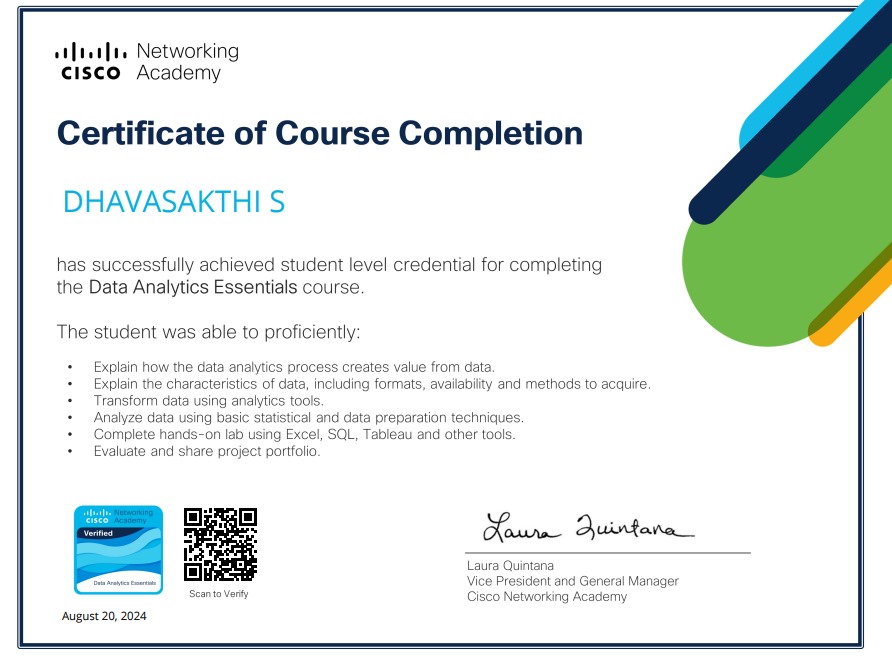 Networking
CISCO Academy
Certificate of Course Completion
DHAVASAKTHI S
has successfully achieved student level credential for completing
the Data Analytics Essentials course.
The student was able to proficiently:
• Explain how the data analytics process creates value from data.
• Explain the characteristics of data, including formats, availability and methods to acquire.
• Transform data using analytics tools.
• Analyze data using basic statistical and data preparation techniques.
• Complete hands-on lab using Excel, SQL, Tableau and other tools.
• Evaluate and share project portfolio.
Networking
CISCO Academy
Verified
Data Analytics Essentials
Scan to Verify
August 20, 2024
Laura Quintana
Laura Quintana
Vice President and General Manager
Cisco Networking Academy